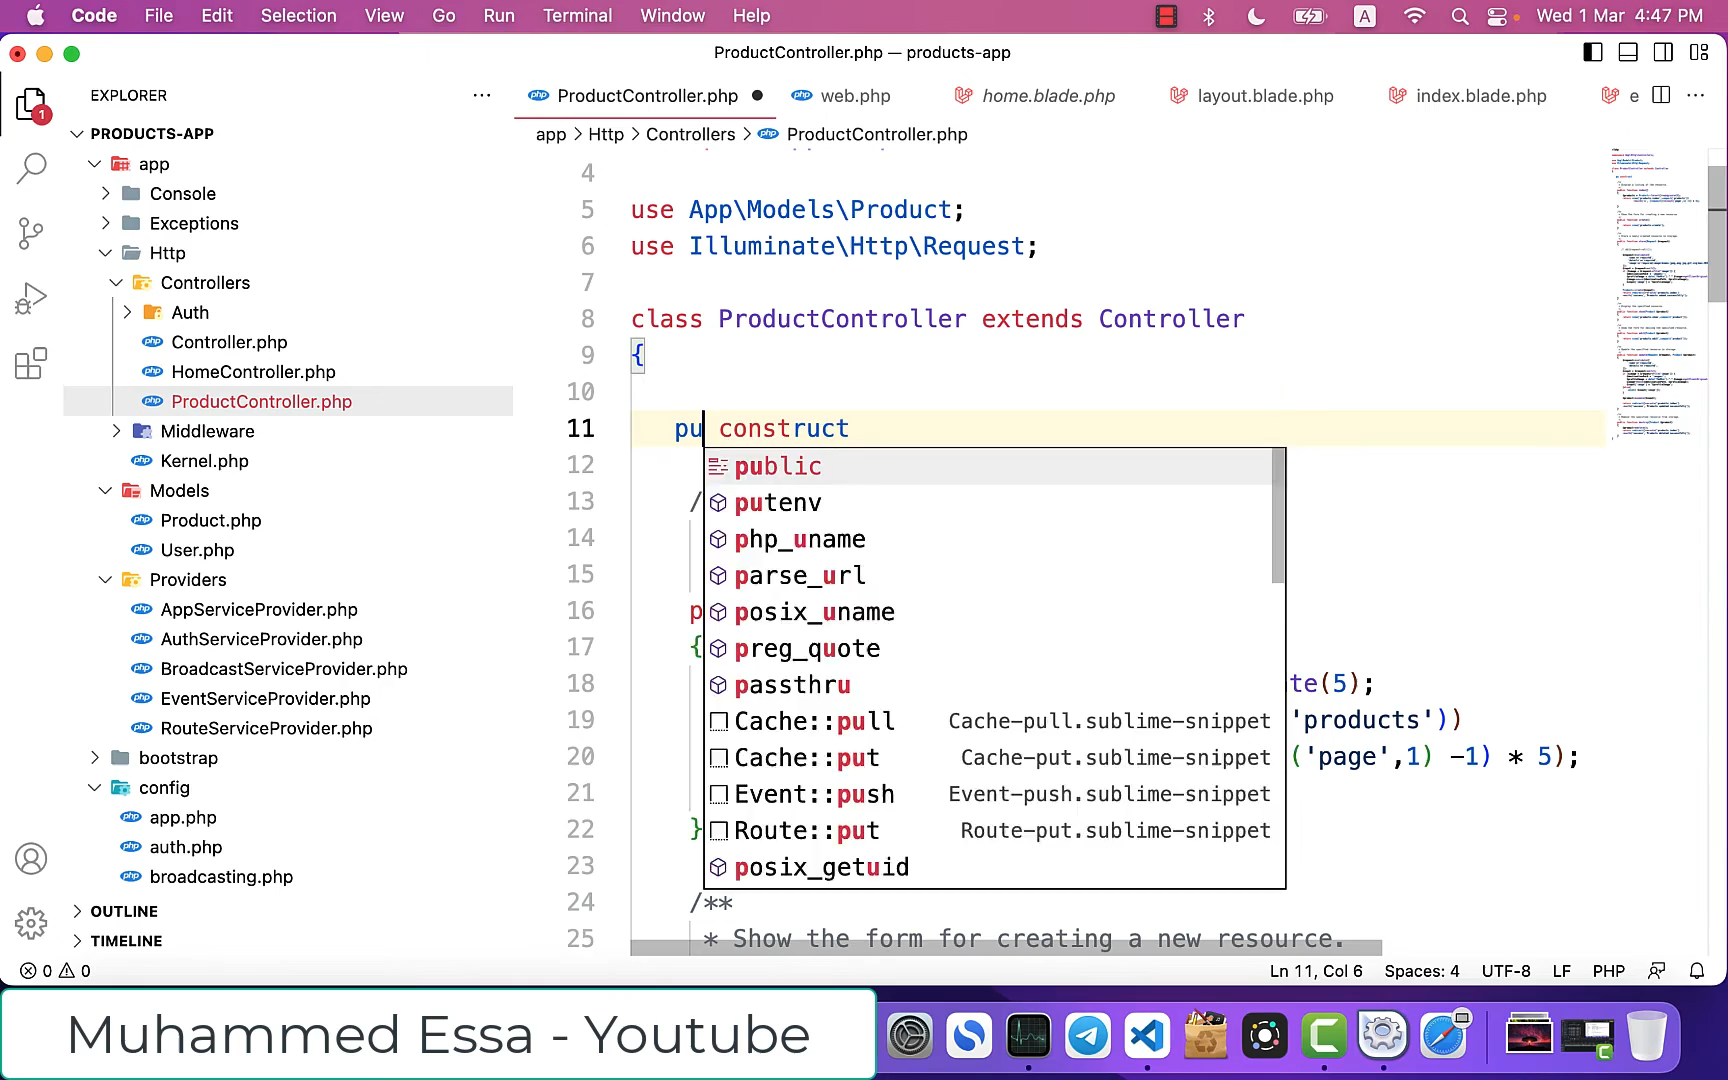 Code File Edit Selection View Go Run Terminal Window Help A Wed 1 Mar 4:47 PM
ProductController.php — products-app
EXPLORER
PRODUCTS-APP
app
Console
Exceptions
Http
Controllers
Auth
Controller.php
HomeController.php
ProductController.php
Middleware
Kernel.php
Models
Product.php
User.php
Providers
AppServiceProvider.php
AuthServiceProvider.php
BroadcastServiceProvider.php
EventServiceProvider.php
RouteServiceProvider.php
bootstrap
config
app.php
auth.php
broadcasting.php
OUTLINE
TIMELINE
1
ProductController.php web.php home.blade.php layout.blade.php index.blade.php e
app > Http > Controllers > ProductController.php
4
5 use App\Models\Product;
6 use Illuminate\Http\Request;
7
8 class ProductController extends Controller
9 {
10
11 pu construct
12 public
13 / putenv
14 php_uname
15 parse_url
16 p posix_uname
17 { preg_quote
18 passthru te(5);
19 Cache::pull Cache-pull.sublime-snippet 'products'))
20 Cache::put Cache-put.sublime-snippet ('page',1) -1) * 5);
21 Event::push Event-push.sublime-snippet
22 } Route::put Route-put.sublime-snippet
23 posix_getuid
24 /**
25 * Show the form for creating a new resource.
0 0 Ln 11, Col 6 Spaces: 4 UTF-8 LF PHP
Muhammed Essa - Youtube